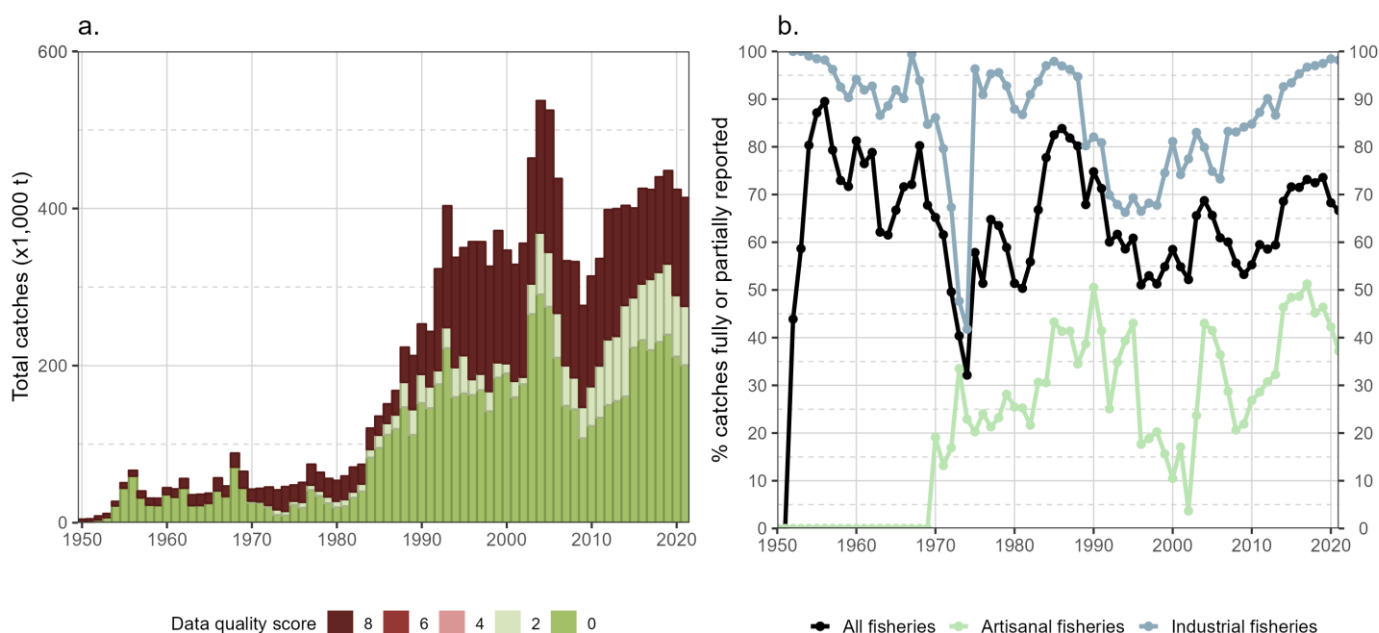 a.
Total catches (x1,000 t)
600
400
200
0
1950 1960 1970 1980 1990 2000 2010 2020
Data quality score 8 6 4 2 0
b.
% catches fully or partially reported
100 100
90 90
80 80
70 70
60 60
50 50
40 40
30 30
20 20
10 10
0 0
1950 1960 1970 1980 1990 2000 2010 2020
All fisheries Artisanal fisheries Industrial fisheries